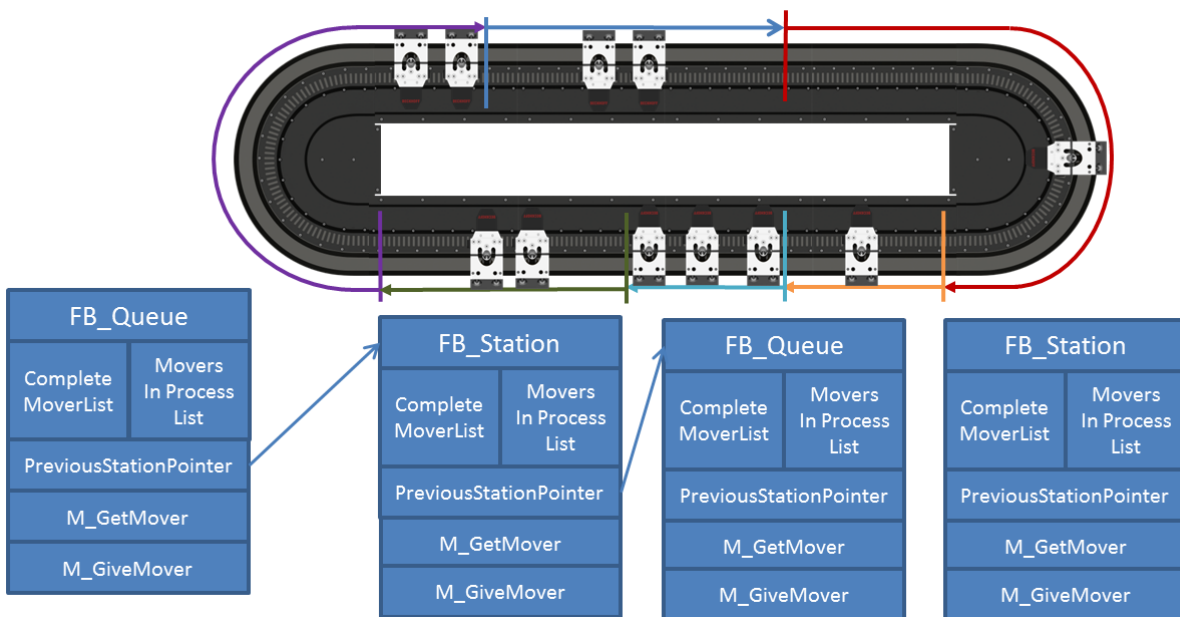 FB_Queue
Complete
MoverList
Movers
In Process
List
PreviousStationPointer
M_GetMover
M_GiveMover
FB_Station
Complete
MoverList
Movers
In Process
List
PreviousStationPointer
M_GetMover
M_GiveMover
FB_Queue
Complete
MoverList
Movers
In Process
List
PreviousStationPointer
M_GetMover
M_GiveMover
FB_Station
Complete
MoverList
Movers
In Process
List
PreviousStationPointer
M_GetMover
M_GiveMover